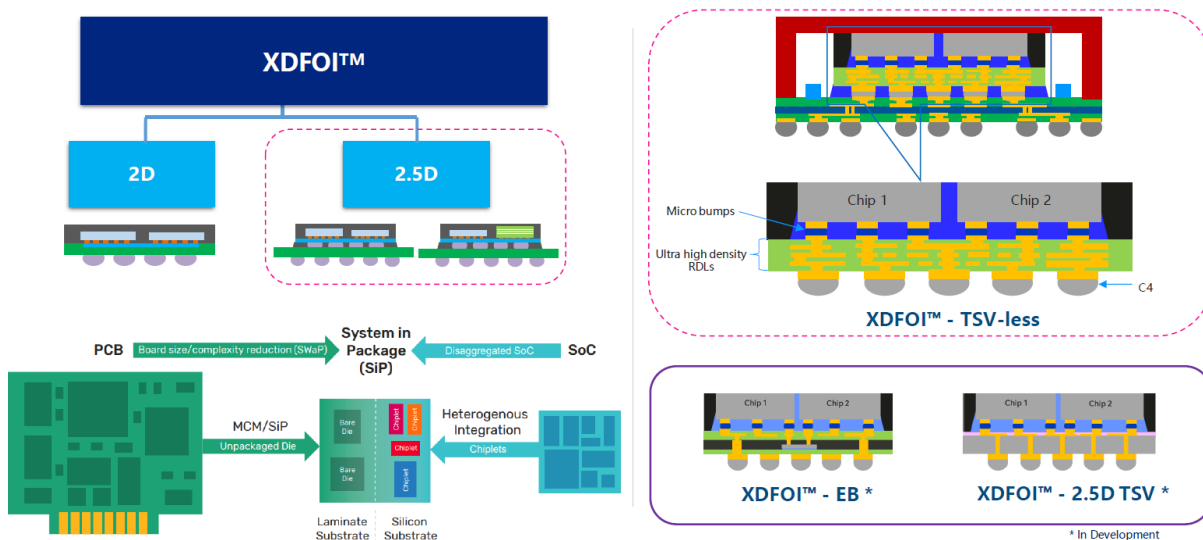 XDFOI™
2D
2.5D
System in
Package
(SiP)
PCB
Board size/complexity reduction (SWaP)
Disaggregated SoC
SoC
MCM/SiP
Unpackaged Die
Bare
Die
Bare
Die
Chiplet
Chiplet
Chiplet
Chiplet
Heterogenous
Integration
Chiplets
Laminate
Substrate
Silicon
Substrate
Chip 1
Chip 2
Micro bumps
Ultra high density
RDLs
C4
XDFOI™ - TSV-less
Chip 1
Chip 2
XDFOI™ - EB *
Chip 1
Chip 2
XDFOI™ - 2.5D TSV *
* In Development